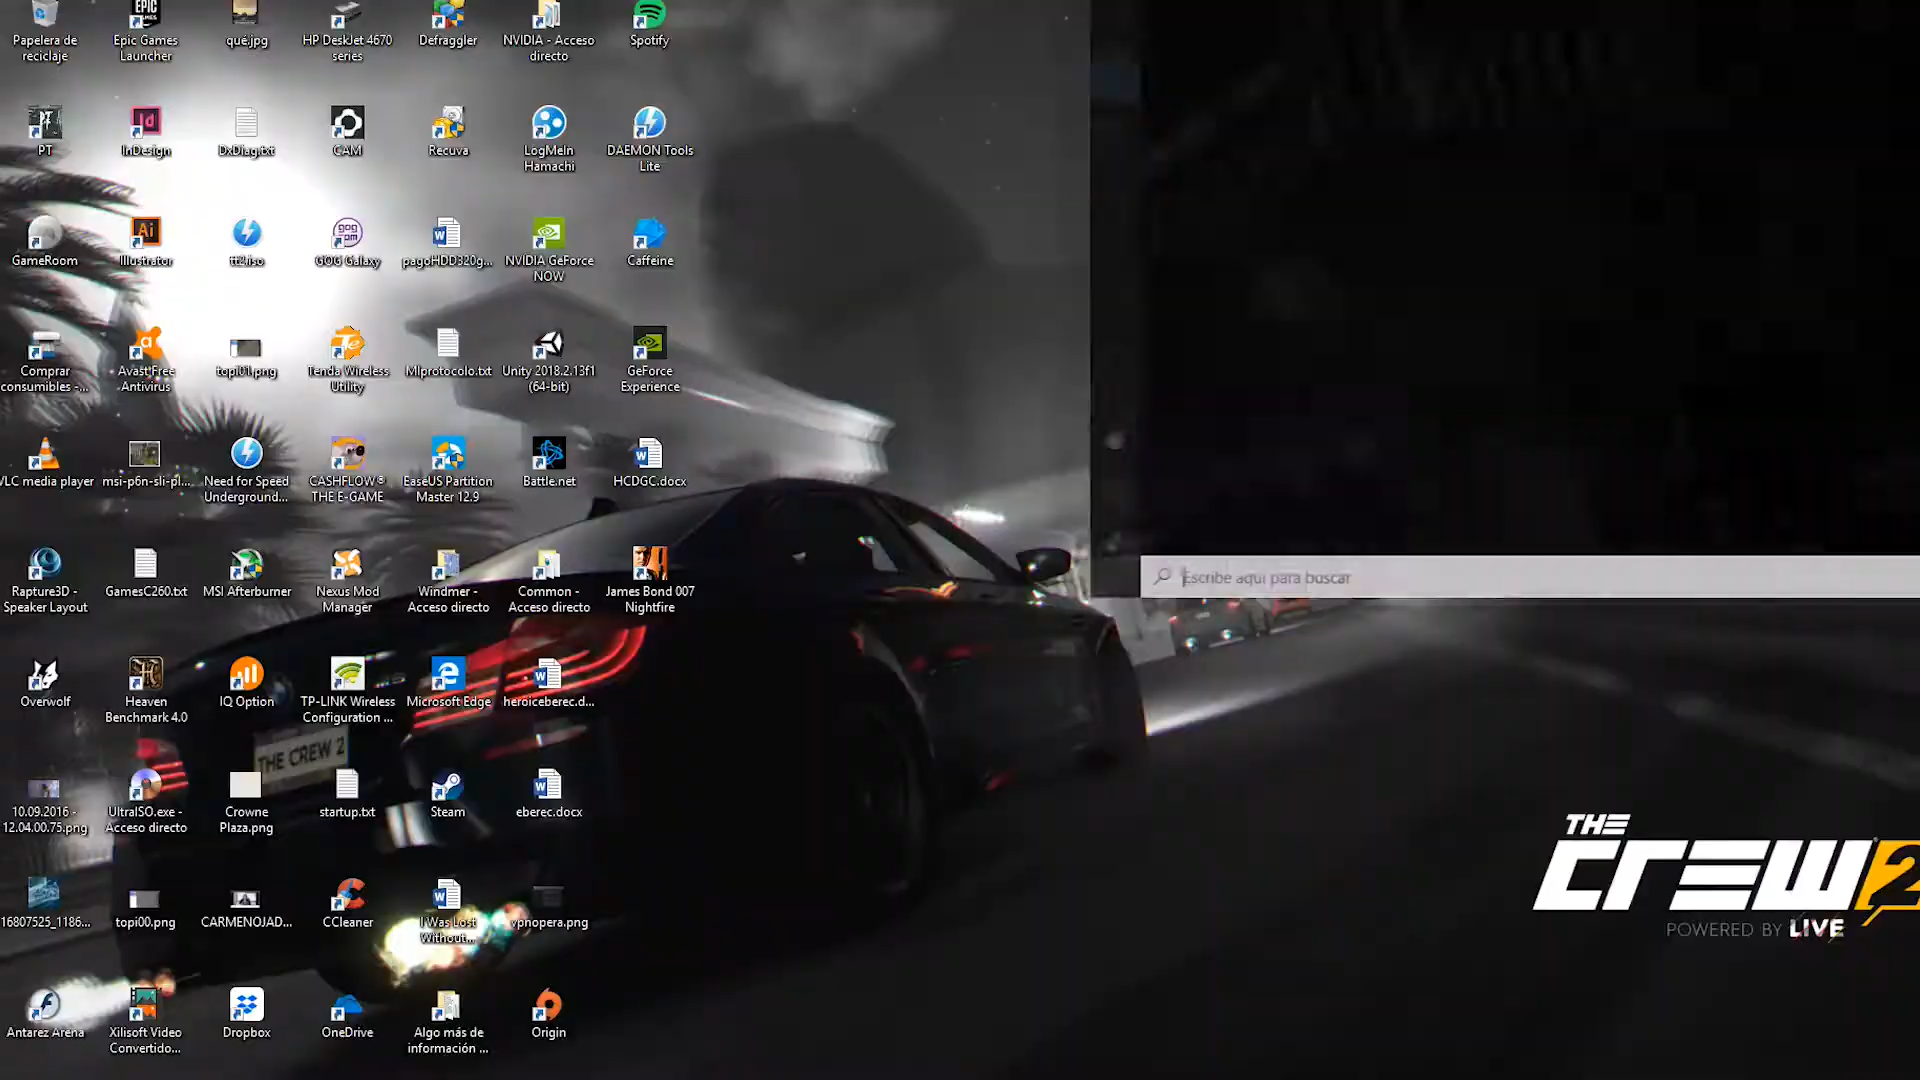 Papelera de
reciclaje
Epic Games
Launcher
qué.jpg
HP DeskJet 4670
series
Defraggler
NVIDIA - Acceso
directo
Spotify
PT
InDesign
DxDiag.txt
CAM
Recuva
LogMeIn
Hamachi
DAEMON Tools
Lite
GameRoom
Illustrator
tt2.iso
GOG Galaxy
pagoHDD320g...
NVIDIA GeForce
NOW
Caffeine
Comprar
consumibles -...
Avast Free
Antivirus
topi01.png
Tenda Wireless
Utility
MIprotocolo.txt
Unity 2018.2.13f1
(64-bit)
GeForce
Experience
VLC media player
msi-p6n-sli-pl...
Need for Speed
Underground...
CASHFLOW®
THE E-GAME
EaseUS Partition
Master 12.9
Battle.net
HCDGC.docx
Rapture3D -
Speaker Layout
GamesC260.txt
MSI Afterburner
Nexus Mod
Manager
Windmer -
Acceso directo
Common -
Acceso directo
James Bond 007
Nightfire
Escribe aquí para buscar
Overwolf
Heaven
Benchmark 4.0
IQ Option
TP-LINK Wireless
Configuration ...
Microsoft Edge
heroiceberec.d...
THE CREW 2
10.09.2016 -
12.04.00.75.png
UltraISO.exe -
Acceso directo
Crowne
Plaza.png
startup.txt
Steam
eberec.docx
16807525_1186...
topi00.png
CARMENOJAD...
CCleaner
I Was Lost
Without...
vpnopera.png
THE
CREW 2
POWERED BY LIVE
Antarez Arena
Xilisoft Video
Convertido...
Dropbox
OneDrive
Algo más de
información ...
Origin